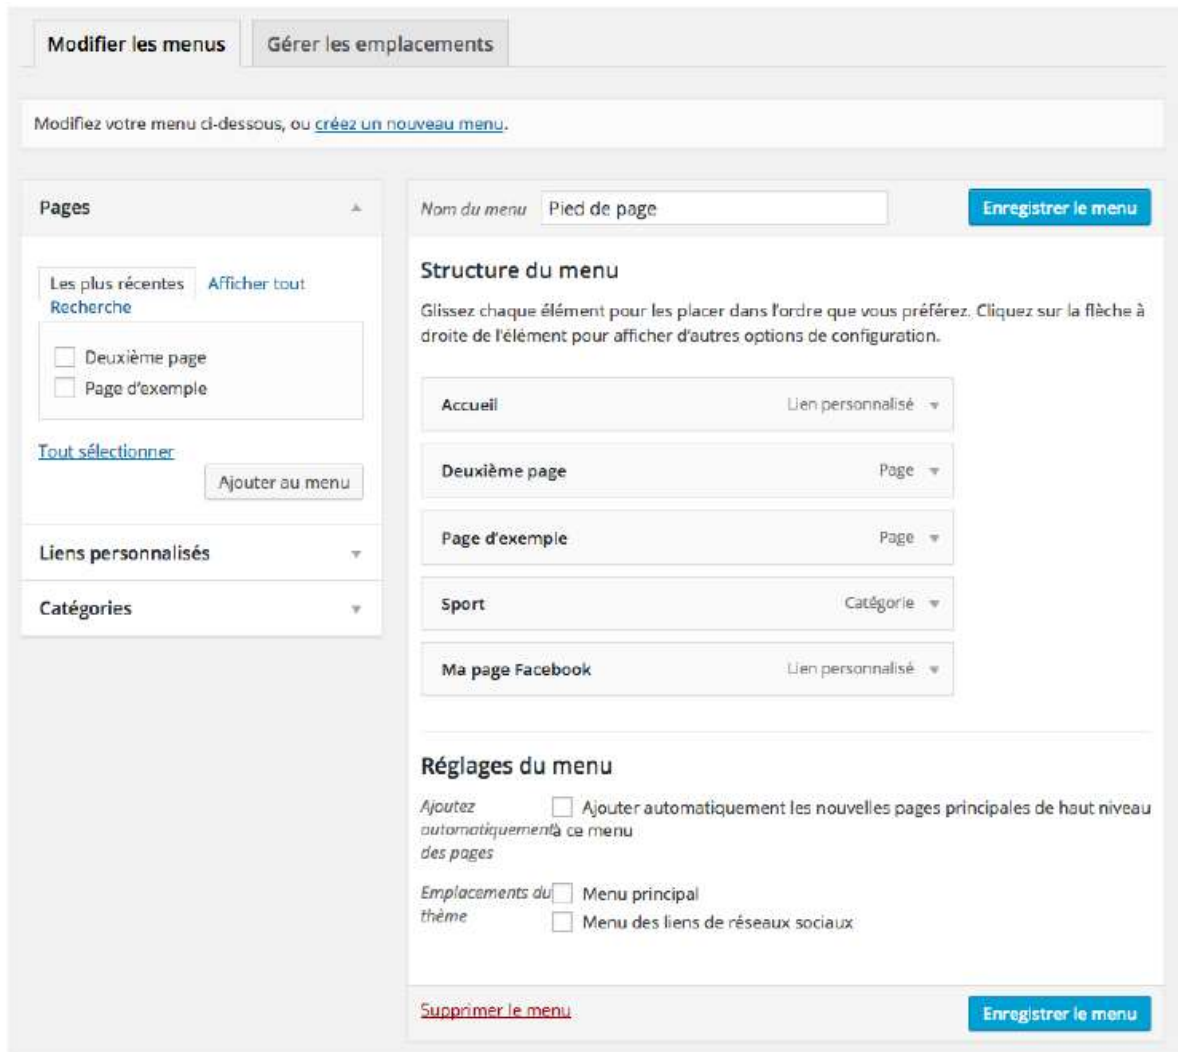 Modifier les menus
Gérer les emplacements
Modifiez votre menu ci-dessous, ou créez un nouveau menu.
Pages
Les plus récentes
Afficher tout
Recherche
Deuxième page
Page d'exemple
Tout sélectionner
Ajouter au menu
Liens personnalisés
Catégories
Nom du menu
Pied de page
Enregistrer le menu
Structure du menu
Glissez chaque élément pour les placer dans l'ordre que vous préférez. Cliquez sur la flèche à
droite de l'élément pour afficher d'autres options de configuration.
Accueil Lien personnalisé
Deuxième page Page
Page d'exemple Page
Sport Catégorie
Ma page Facebook Lien personnalisé
Réglages du menu
Ajoutez
automatiquement
des pages
Ajouter automatiquement les nouvelles pages principales de haut niveau
à ce menu
Emplacements du
thème
Menu principal
Menu des liens de réseaux sociaux
Supprimer le menu
Enregistrer le menu